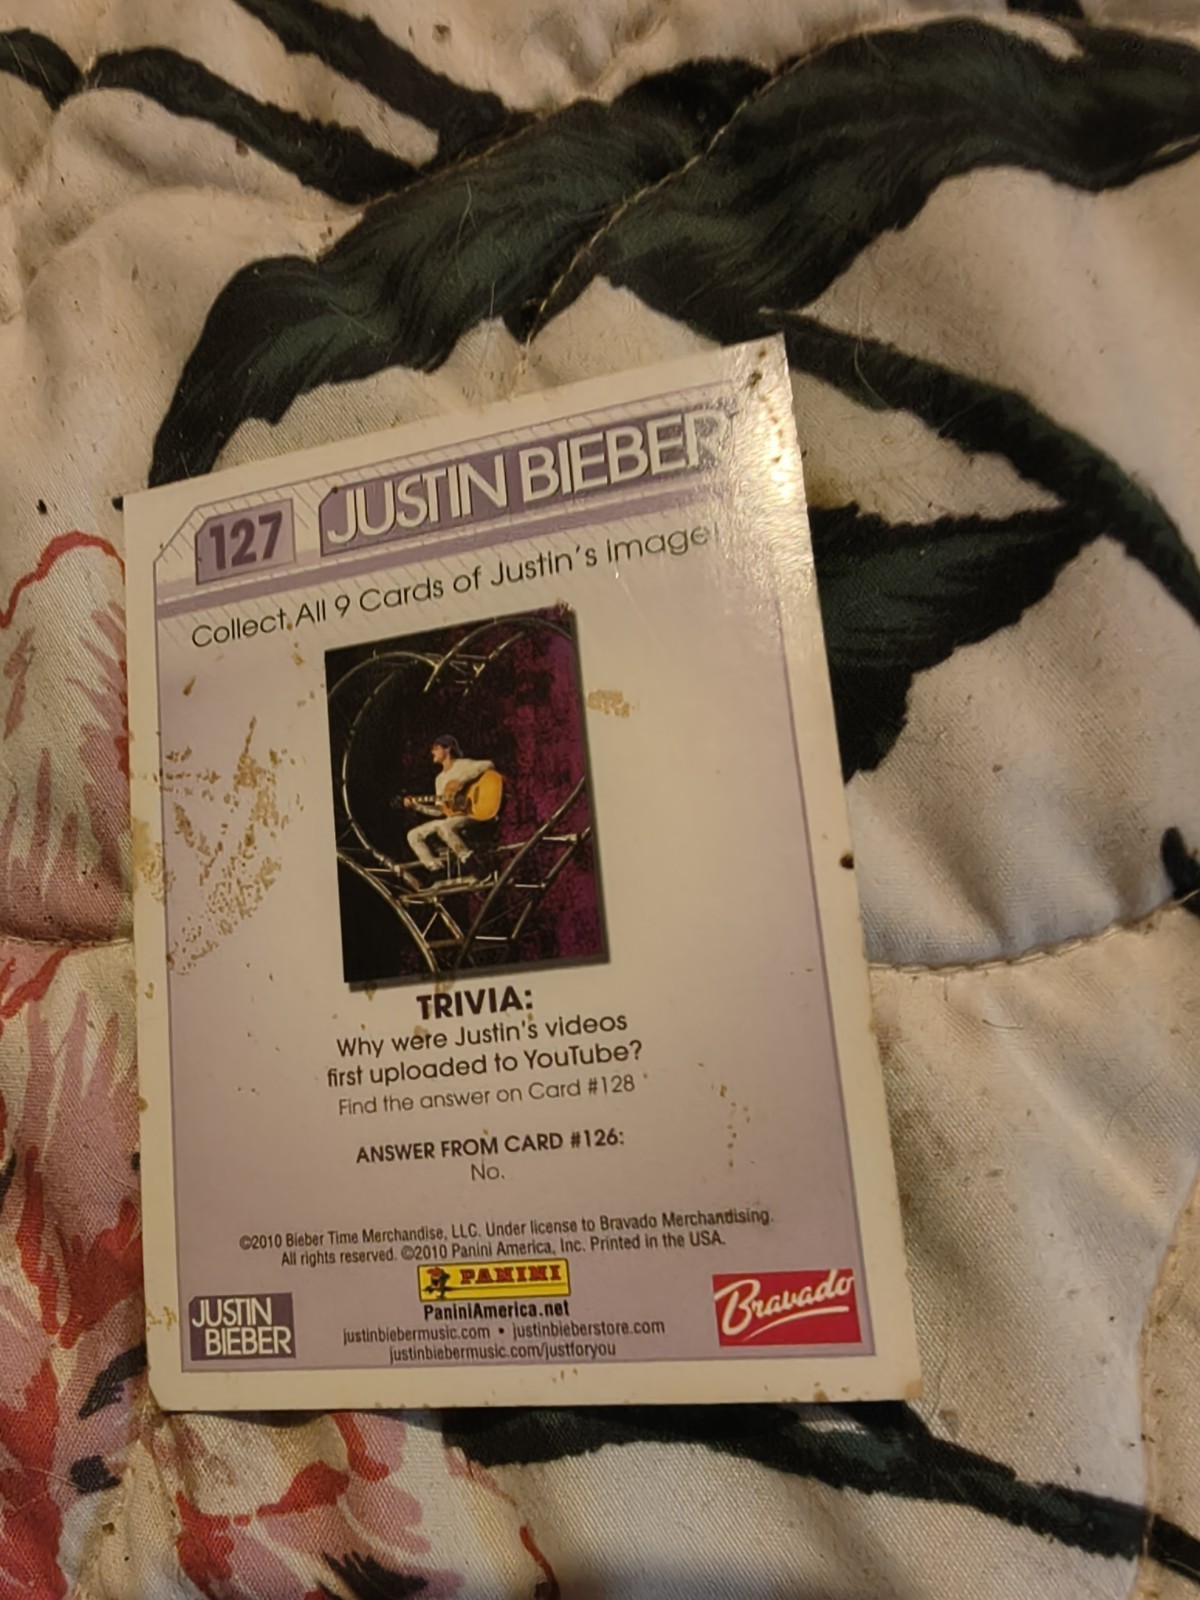 127
JUSTIN BIEBER
Collect All 9 Cards of Justin's Image!
TRIVIA:
Why were Justin's videos
first uploaded to YouTube?
Find the answer on Card #128
ANSWER FROM CARD #126:
No.
©2010 Bieber Time Merchandise, LLC. Under license to Bravado Merchandising.
All rights reserved. ©2010 Panini America, Inc. Printed in the USA.
PANINI
PaniniAmerica.net
justinbiebermusic.com • justinbieberstore.com
justinbiebermusic.com/justforyou
JUSTIN
BIEBER
Bravado